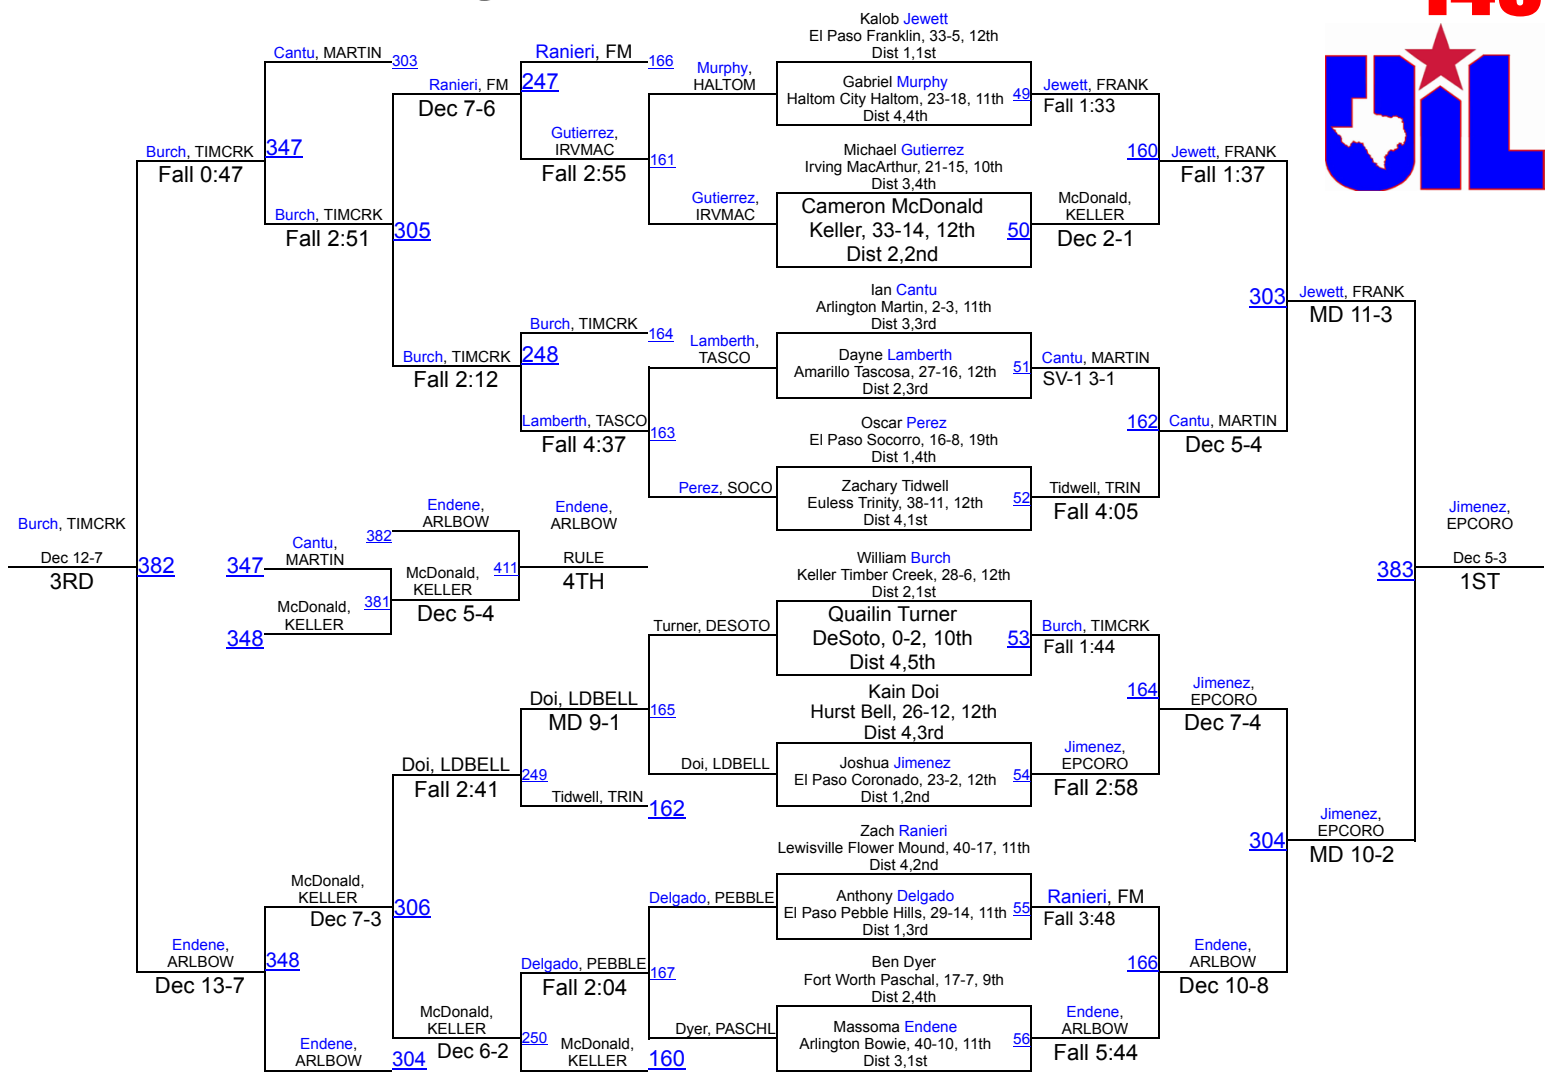 Kalob Jewett
El Paso Franklin, 33-5, 12th
Dist 1,1st
Gabriel Murphy
Haltom City Haltom, 23-18, 11th
Dist 4,4th
49
Michael Gutierrez
Irving MacArthur, 21-15, 10th
Dist 3,4th
Cameron McDonald
Keller, 33-14, 12th
Dist 2,2nd
50
Ian Cantu
Arlington Martin, 2-3, 11th
Dist 3,3rd
Dayne Lamberth
Amarillo Tascosa, 27-16, 12th
Dist 2,3rd
51
Oscar Perez
El Paso Socorro, 16-8, 19th
Dist 1,4th
Zachary Tidwell
Euless Trinity, 38-11, 12th
Dist 4,1st
52
William Burch
Keller Timber Creek, 28-6, 12th
Dist 2,1st
Quailin Turner
DeSoto, 0-2, 10th
Dist 4,5th
53
Kain Doi
Hurst Bell, 26-12, 12th
Dist 4,3rd
Joshua Jimenez
El Paso Coronado, 23-2, 12th
Dist 1,2nd
54
Zach Ranieri
Lewisville Flower Mound, 40-17, 11th
Dist 4,2nd
Anthony Delgado
El Paso Pebble Hills, 29-14, 11th
Dist 1,3rd
55
Ben Dyer
Fort Worth Paschal, 17-7, 9th
Dist 2,4th
Massoma Endene
Arlington Bowie, 40-10, 11th
Dist 3,1st
56
Jewett, FRANK
Fall 1:33
McDonald,
KELLER
Dec 2-1
Cantu, MARTIN
SV-1 3-1
Tidwell, TRIN
Fall 4:05
Burch, TIMCRK
Fall 1:44
Jimenez,
EPCORO
Fall 2:58
Ranieri, FM
Fall 3:48
Endene,
ARLBOW
Fall 5:44
160
Jewett, FRANK
Fall 1:37
162
Cantu, MARTIN
Dec 5-4
164
Jimenez,
EPCORO
Dec 7-4
166
Endene,
ARLBOW
Dec 10-8
303
Jewett, FRANK
MD 11-3
304
Jimenez,
EPCORO
MD 10-2
383
Jimenez,
EPCORO
Dec 5-3
1ST
UIL
Murphy,
HALTOM
Gutierrez,
IRVMAC
161
Lamberth,
TASCO
Perez, SOCO
163
Turner, DESOTO
Doi, LDBELL
165
Delgado, PEBBLE
Dyer, PASCHL
167
Ranieri, FM
166
247
Gutierrez,
IRVMAC
Fall 2:55
Burch, TIMCRK
164
248
Lamberth, TASCO
Fall 4:37
Doi, LDBELL
MD 9-1
249
Tidwell, TRIN
162
Delgado, PEBBLE
Fall 2:04
250
McDonald,
KELLER
160
Ranieri, FM
Dec 7-6
Burch, TIMCRK
Fall 2:12
305
Doi, LDBELL
Fall 2:41
McDonald,
KELLER
Dec 6-2
306
Cantu, MARTIN
303
Burch, TIMCRK
Fall 2:51
347
McDonald,
KELLER
Dec 7-3
348
Endene,
ARLBOW
304
Burch, TIMCRK
Fall 0:47
Endene,
ARLBOW
Dec 13-7
382
Burch, TIMCRK
Dec 12-7
3RD
347
Cantu,
MARTIN
348
McDonald,
KELLER
381
382
Endene,
ARLBOW
McDonald,
KELLER
Dec 5-4
411
Endene,
ARLBOW
RULE
4TH